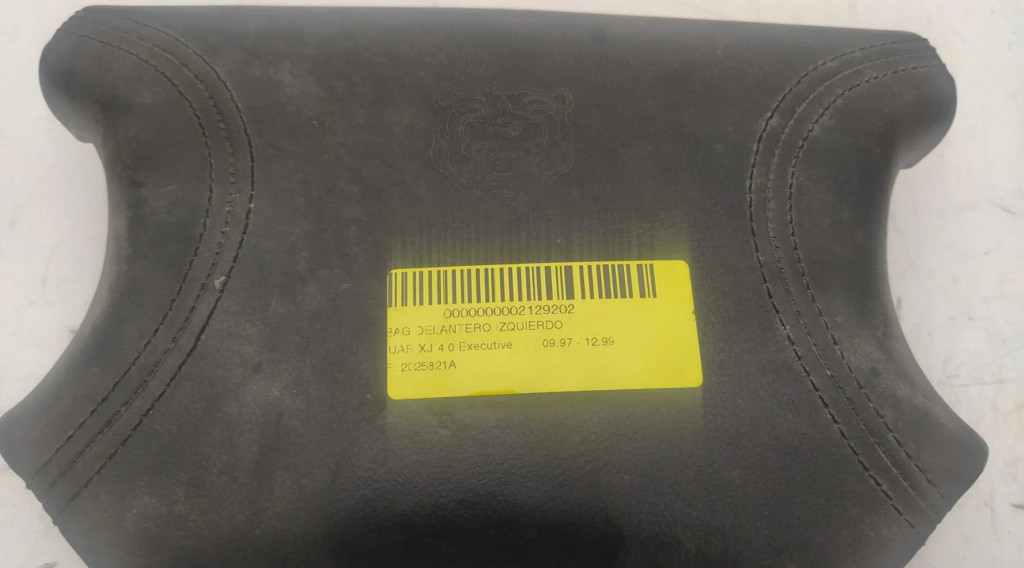 0000000002129202
BAG DELANTERO IZQUIERDO
UAR XJ 4.0 Executive 09.97 - 12.99
F: 2025821A